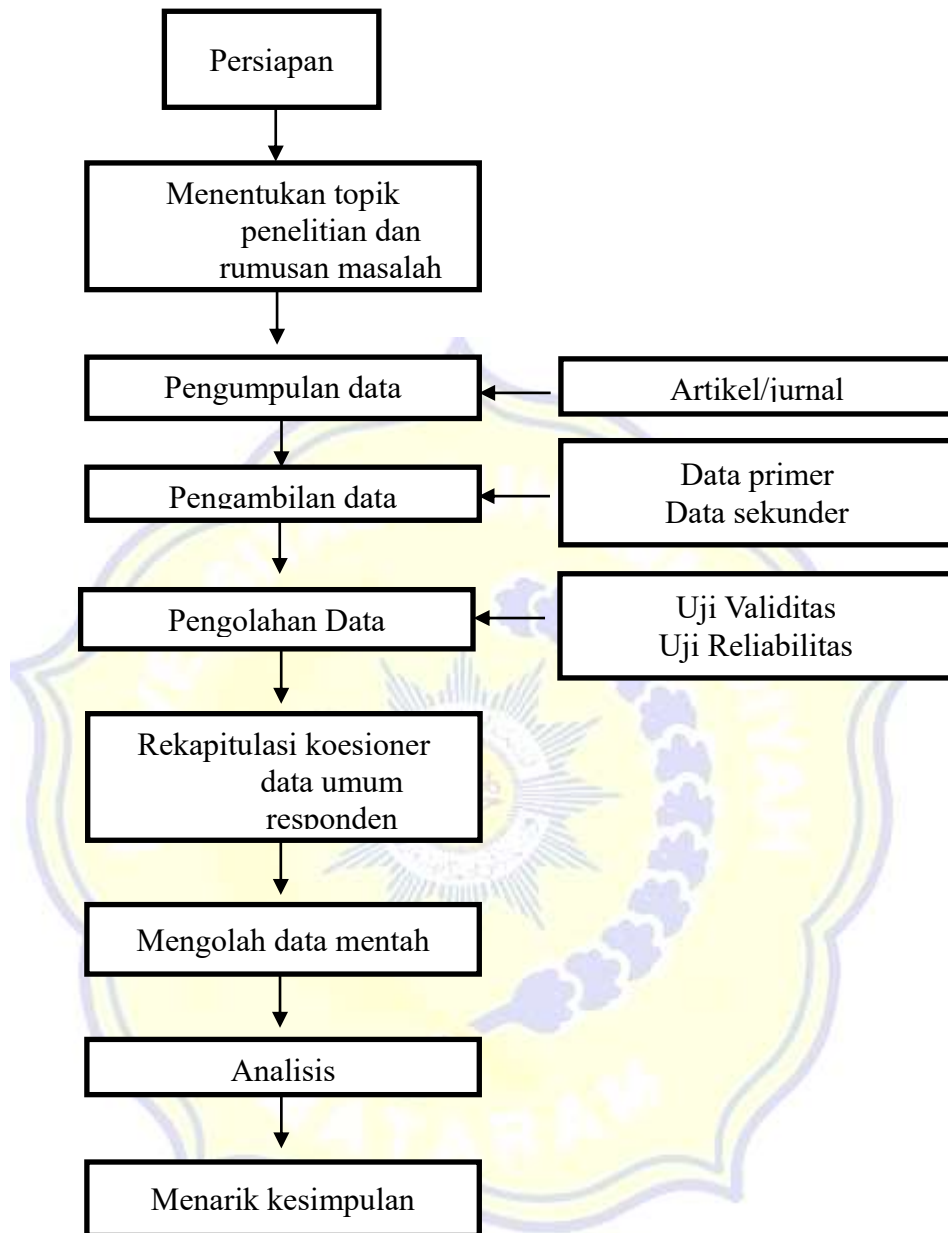 Persiapan
Menentukan topik
penelitian dan
rumusan masalah
Pengumpulan data
Artikel/jurnal
Pengambilan data
Data primer
Data sekunder
Pengolahan Data
Uji Validitas
Uji Reliabilitas
Rekapitulasi koesioner
data umum
responden
Mengolah data mentah
Analisis
Menarik kesimpulan
MATARAM